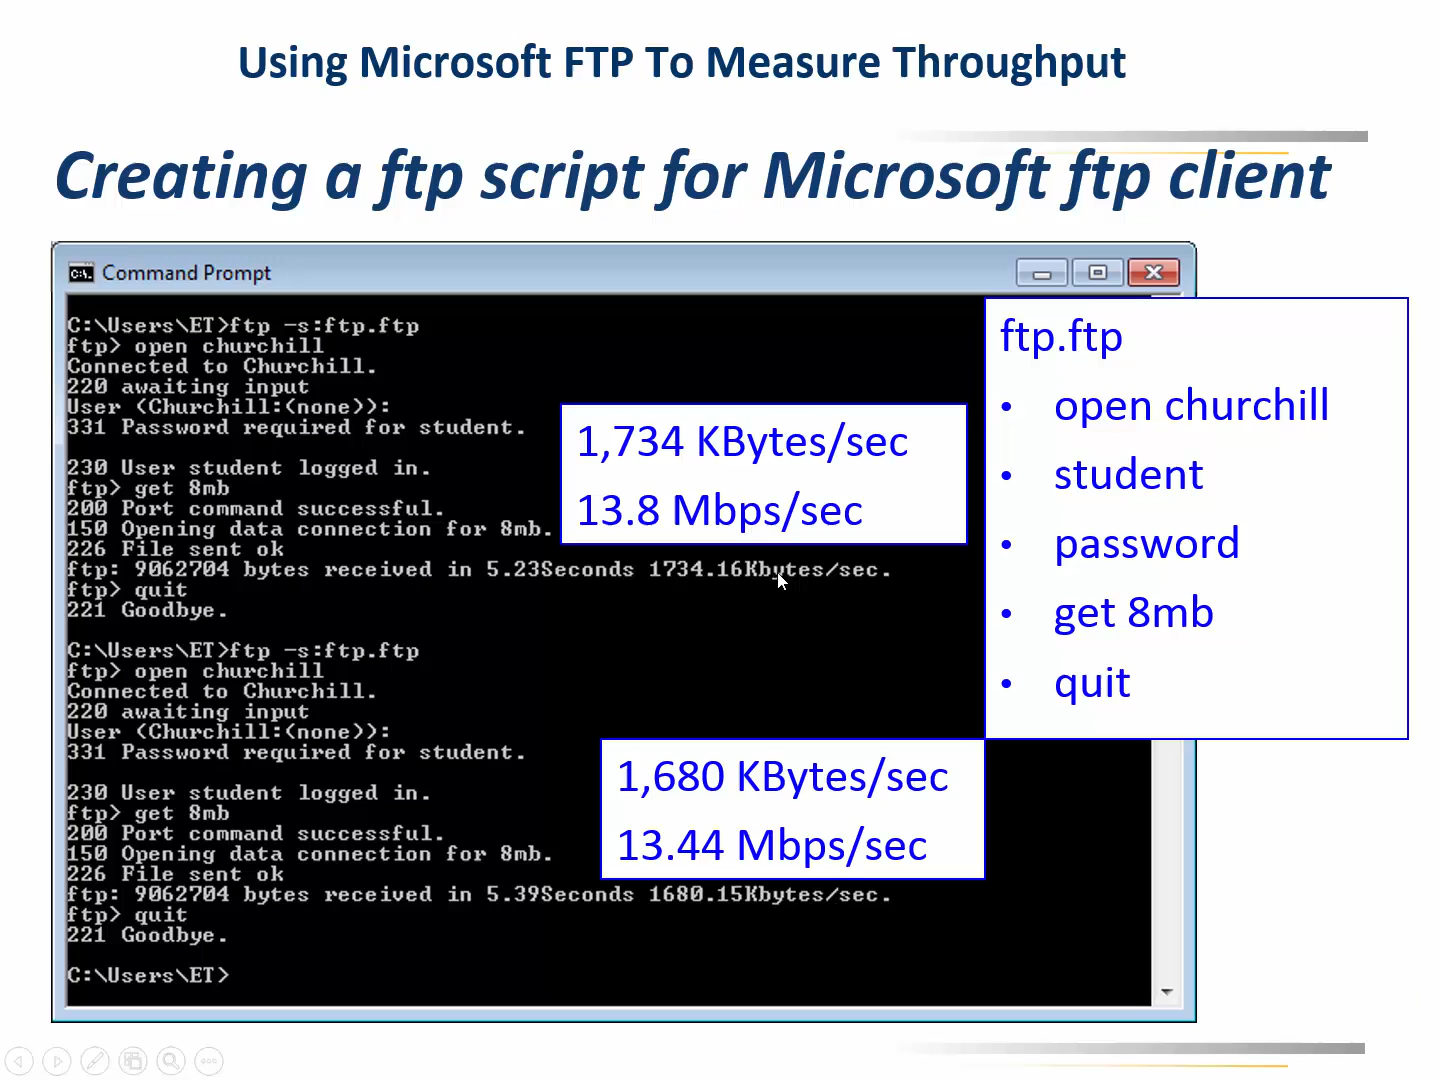 Using Microsoft FTP To Measure Throughput
Creating a ftp script for Microsoft ftp client
Command Prompt
C:\Users\ET>ftp -s:ftp.ftp
ftp> open churchill
Connected to Churchill.
220 awaiting input
User (Churchill:(none)):
331 Password required for student.
230 User student logged in.
ftp> get 8mb
200 Port command successful.
150 Opening data connection for 8mb.
226 File sent ok
ftp: 9062704 bytes received in 5.23Seconds 1734.16Kbytes/sec.
ftp> quit
221 Goodbye.
C:\Users\ET>ftp -s:ftp.ftp
ftp> open churchill
Connected to Churchill.
220 awaiting input
User (Churchill:(none)):
331 Password required for student.
230 User student logged in.
ftp> get 8mb
200 Port command successful.
150 Opening data connection for 8mb.
226 File sent ok
ftp: 9062704 bytes received in 5.39Seconds 1680.15Kbytes/sec.
ftp> quit
221 Goodbye.
C:\Users\ET>
1,734 KBytes/sec
13.8 Mbps/sec
1,680 KBytes/sec
13.44 Mbps/sec
ftp.ftp
• open churchill
• student
• password
• get 8mb
• quit